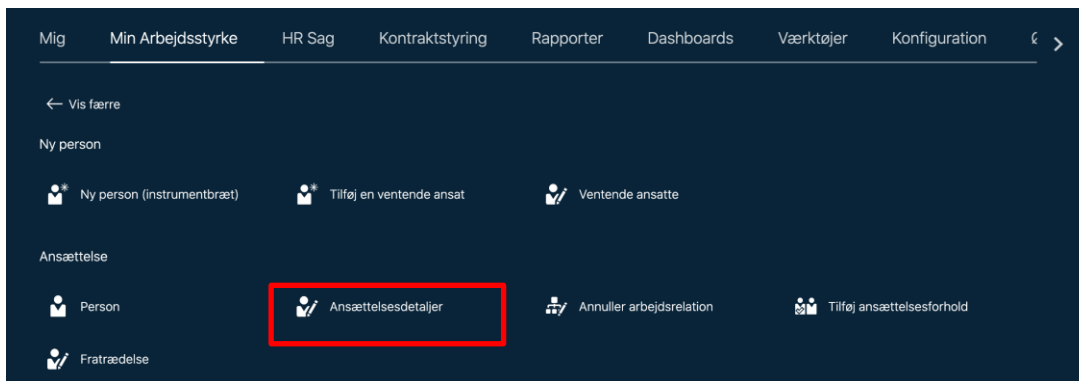 Mig Min Arbejdsstyrke HR Sag Kontraktstyring Rapporter Dashboards Værktøjer Konfiguration
← Vis færre
Ny person
Ny person (instrumentbræt) Tilføj en ventende ansat Ventende ansatte
Ansættelse
Person Ansættelsesdetaljer Annuller arbejdsrelation Tilføj ansættelsesforhold
Fratrædelse